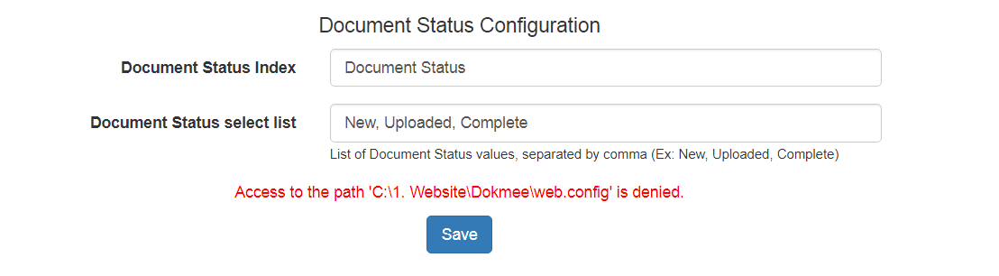 Document Status Configuration
Document Status Index
Document Status
Document Status select list
New, Uploaded, Complete
List of Document Status values, separated by comma (Ex: New, Uploaded, Complete)
Access to the path 'C:\1. Website\Dokmee\web.config' is denied.
Save